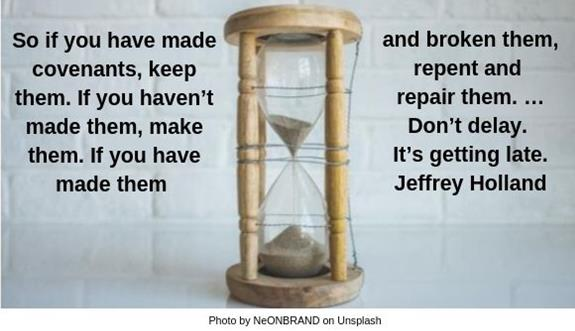 So if you have made
covenants, keep
them. If you haven’t
made them, make
them. If you have
made them
and broken them,
repent and
repair them. …
Don’t delay.
It’s getting late.
Jeffrey Holland
Photo by NeONBRAND on Unsplash